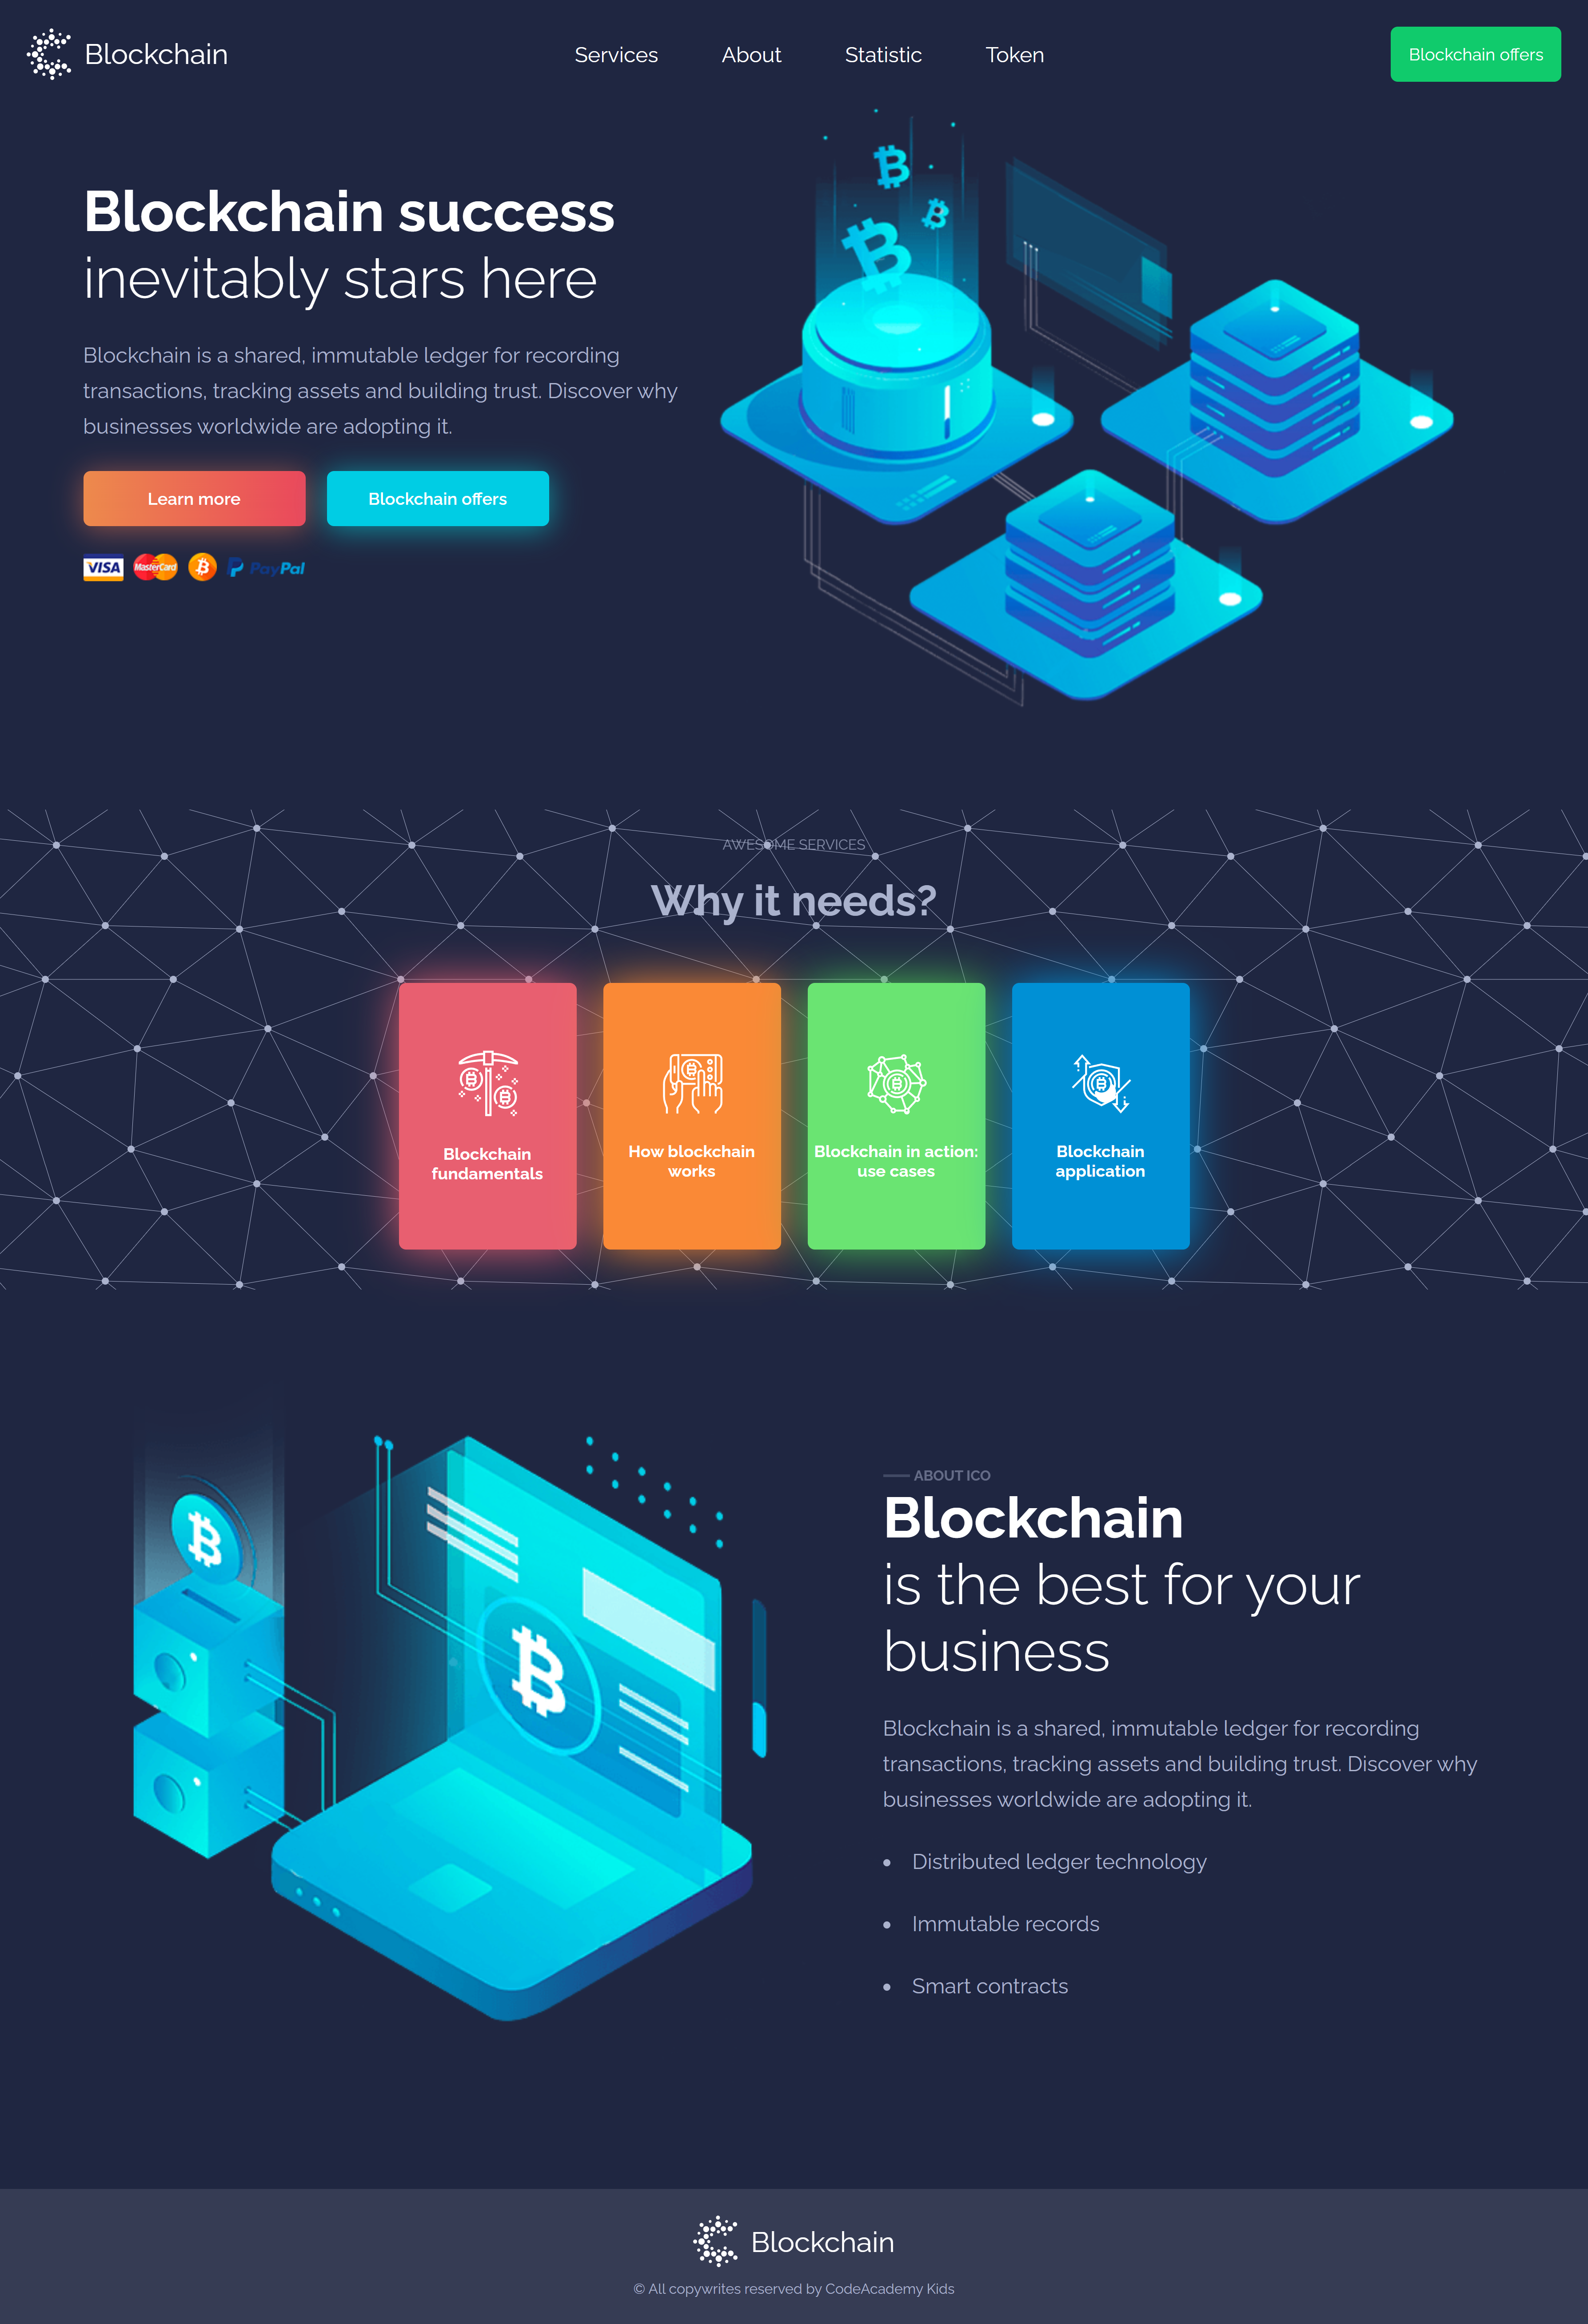 Blockchain
Services
About
Statistic
Token
Blockchain offers
Blockchain success
inevitably stars here
Blockchain is a shared, immutable ledger for recording
transactions, tracking assets and building trust. Discover why
businesses worldwide are adopting it.
Learn more
Blockchain offers
VISA
MasterCard
PayPal
AWESOME SERVICES
Why it needs?
Blockchain
fundamentals
How blockchain
works
Blockchain in action:
use cases
Blockchain
application
ABOUT ICO
Blockchain
is the best for your
business
Blockchain is a shared, immutable ledger for recording
transactions, tracking assets and building trust. Discover why
businesses worldwide are adopting it.
• Distributed ledger technology
• Immutable records
• Smart contracts
Blockchain
© All copywrites reserved by CodeAcademy Kids